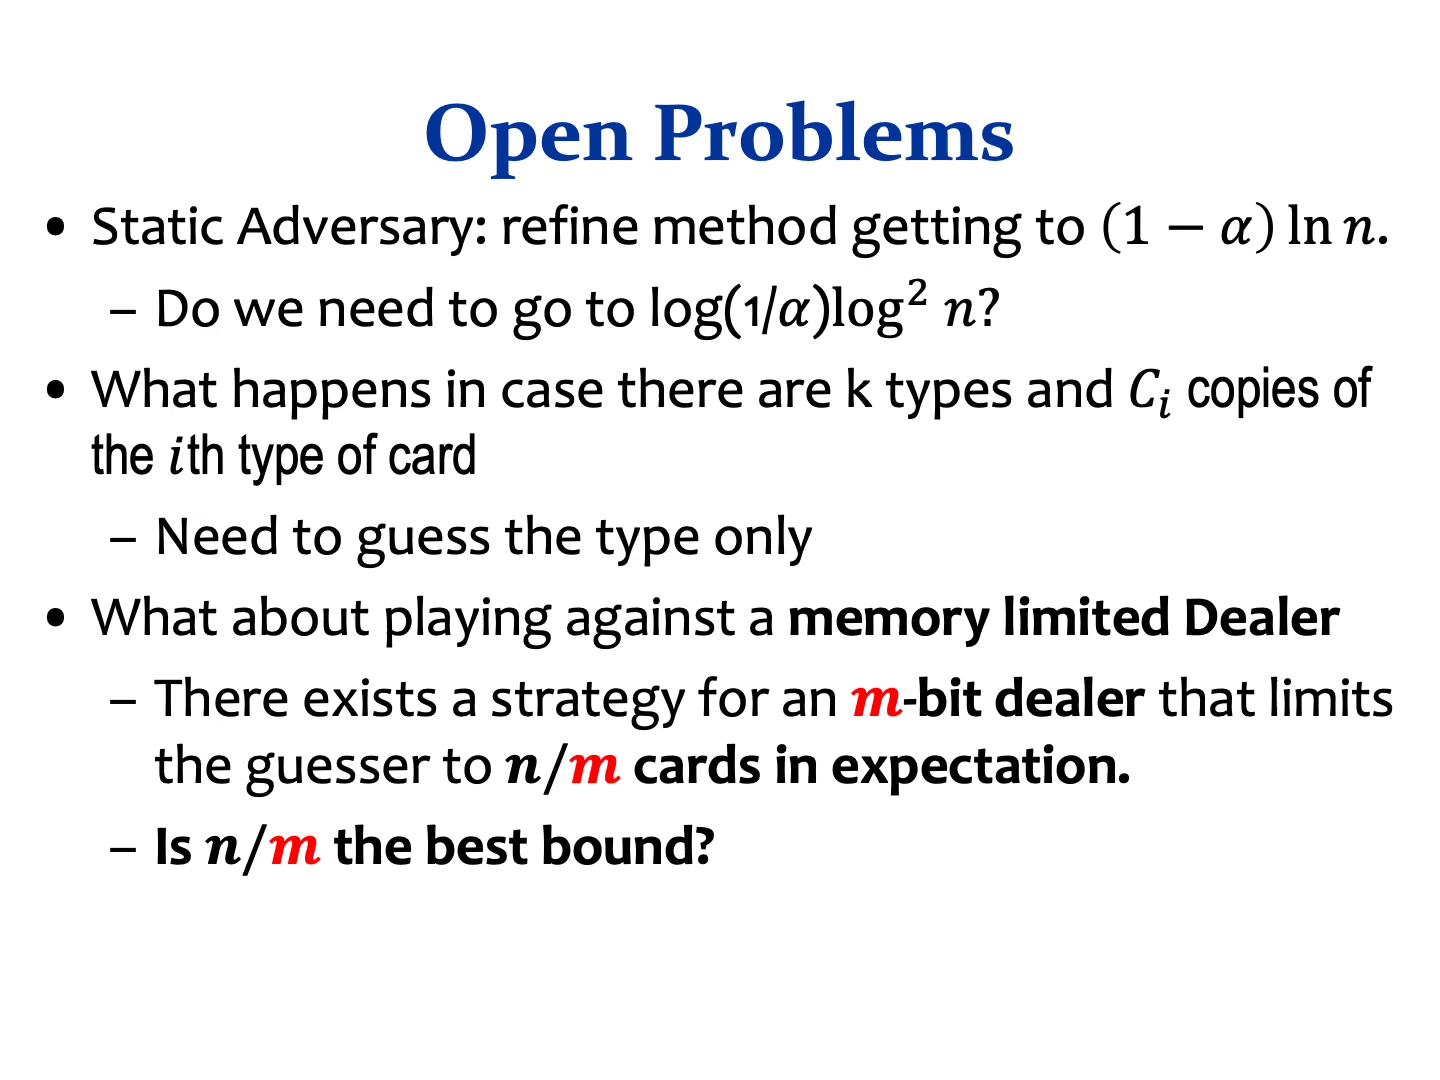 Open Problems
• Static Adversary: refine method getting to (1 − α) ln n.
– Do we need to go to log(1/α)log² n?
• What happens in case there are k types and Cᵢ copies of
the ith type of card
– Need to guess the type only
• What about playing against a memory limited Dealer
– There exists a strategy for an m-bit dealer that limits
the guesser to n/m cards in expectation.
– Is n/m the best bound?